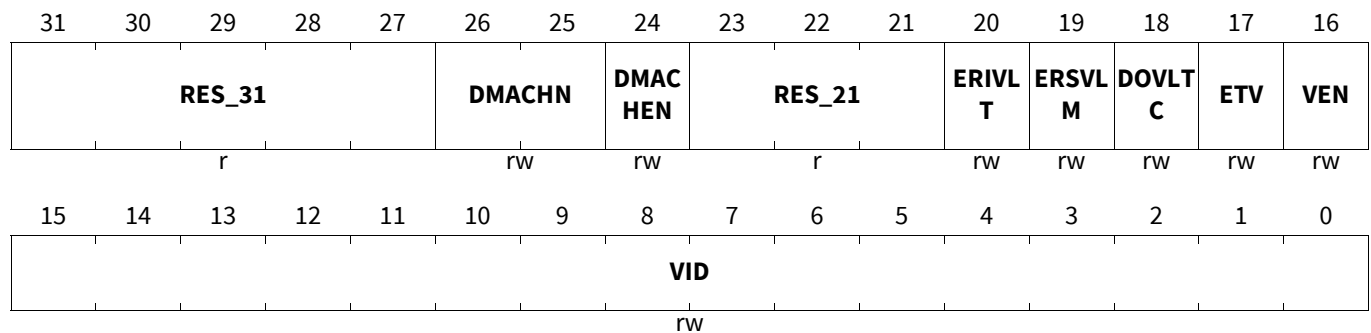 31 30 29 28 27 26 25 24 23 22 21 20 19 18 17 16
RES_31 DMACHN DMAC HEN RES_21 ERIVL T ERSVL M DOVLT C ETV VEN
r rw rw r rw rw rw rw rw
15 14 13 12 11 10 9 8 7 6 5 4 3 2 1 0
VID
rw